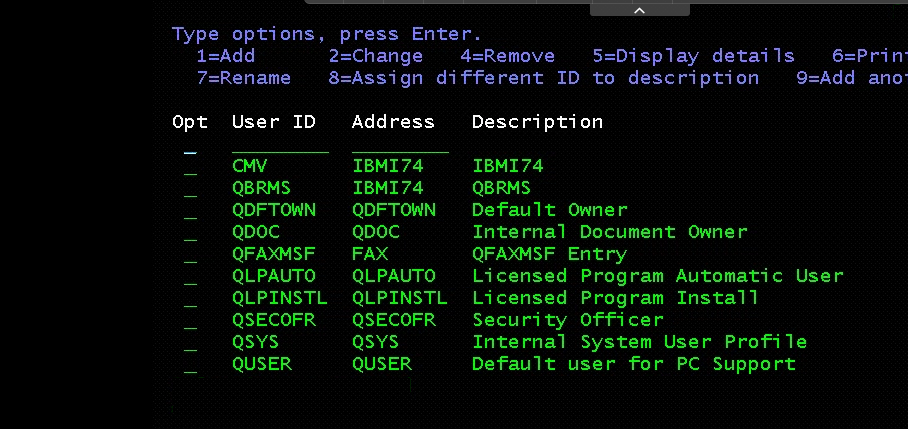 Type options, press Enter.
1=Add 2=Change 4=Remove 5=Display details
7=Rename 8=Assign different ID to description 9=Add
Opt User ID Address Description
CMV IBMI74 IBMI74
QBRMS IBMI74 QBRMS
QDFTOWN QDFTOWN Default Owner
QDOC QDOC Internal Document Owner
QFAXMSF FAX QFAXMSF Entry
QLPAUTO QLPAUTO Licensed Program Automatic User
QLPINSTL QLPINSTL Licensed Program Install
QSECOFR QSECOFR Security Officer
QSYS QSYS Internal System User Profile
QUSER QUSER Default user for PC Support